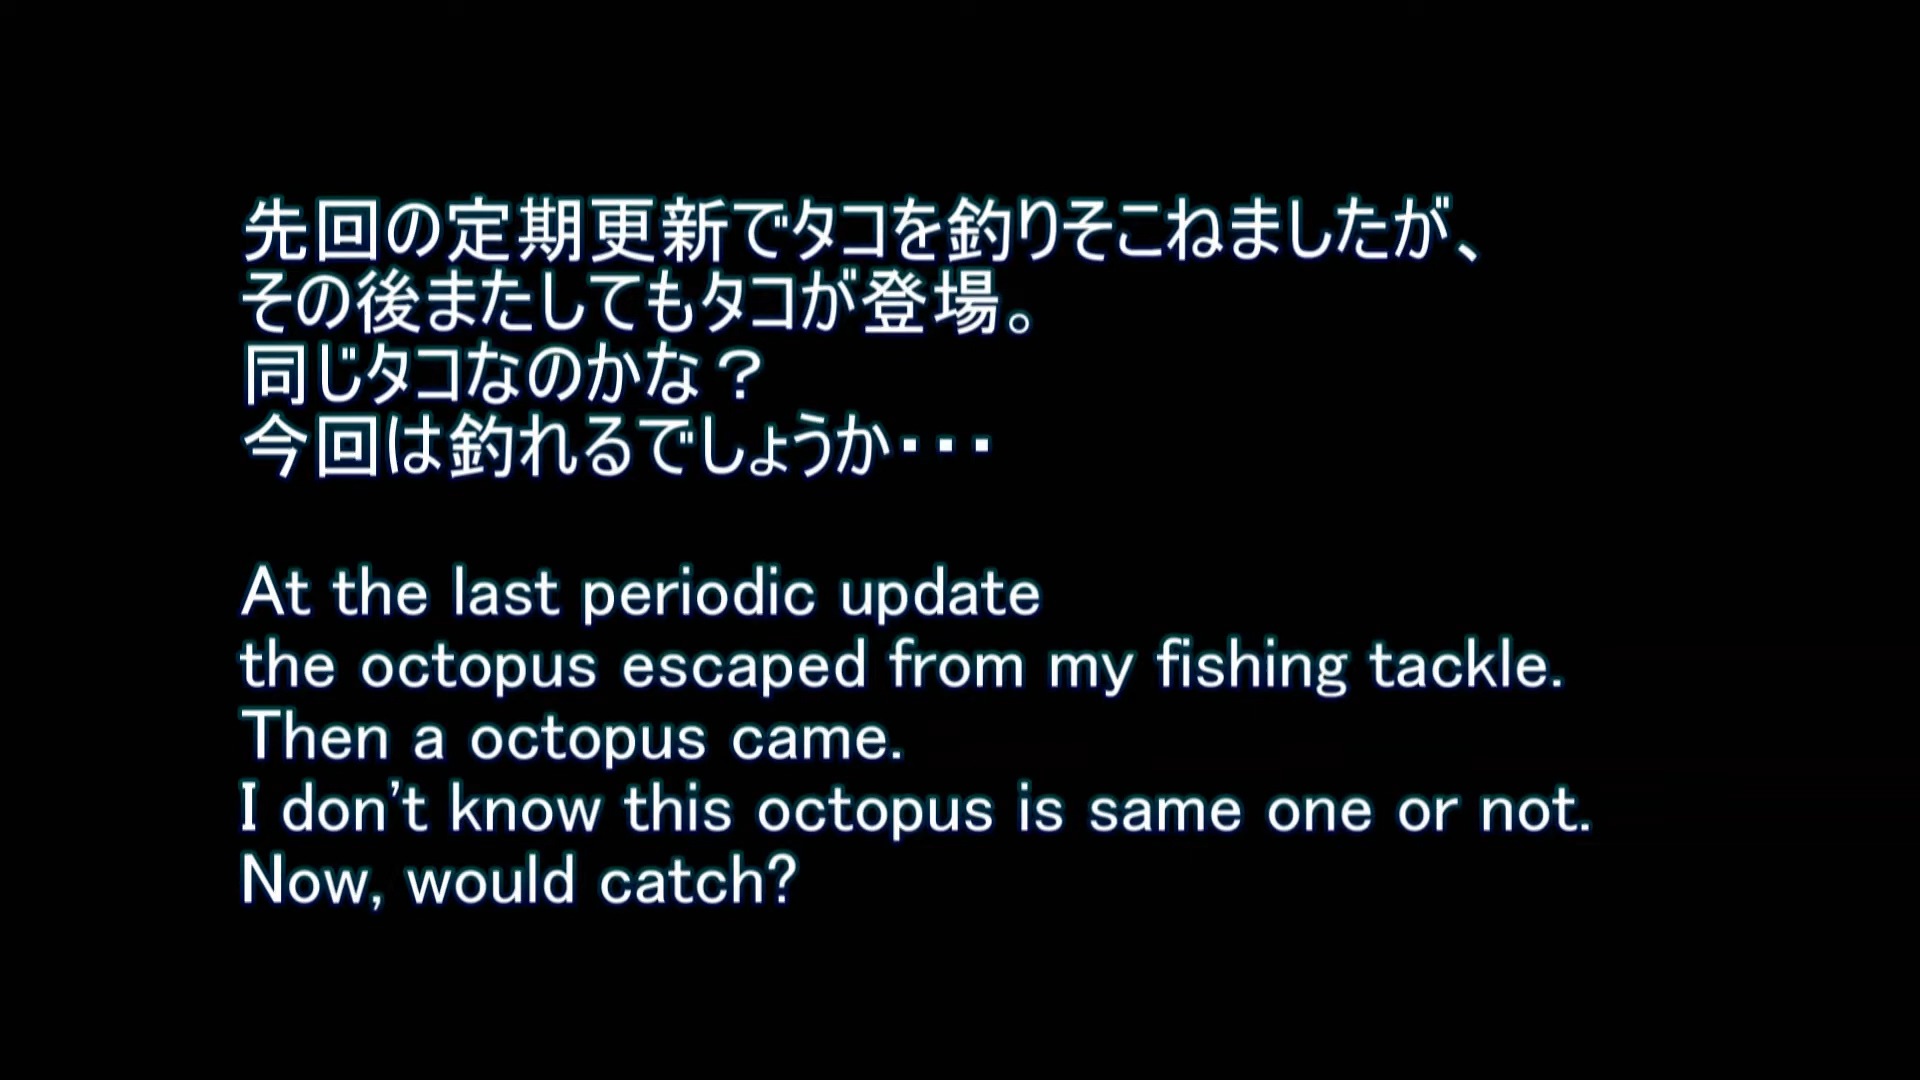 先回の定期更新でタコを釣りそこねましたが、
その後またしてもタコが登場。
同じタコなのかな？
今回は釣れるでしょうか・・・
At the last periodic update
the octopus escaped from my fishing tackle.
Then a octopus came.
I don't know this octopus is same one or not.
Now, would catch?